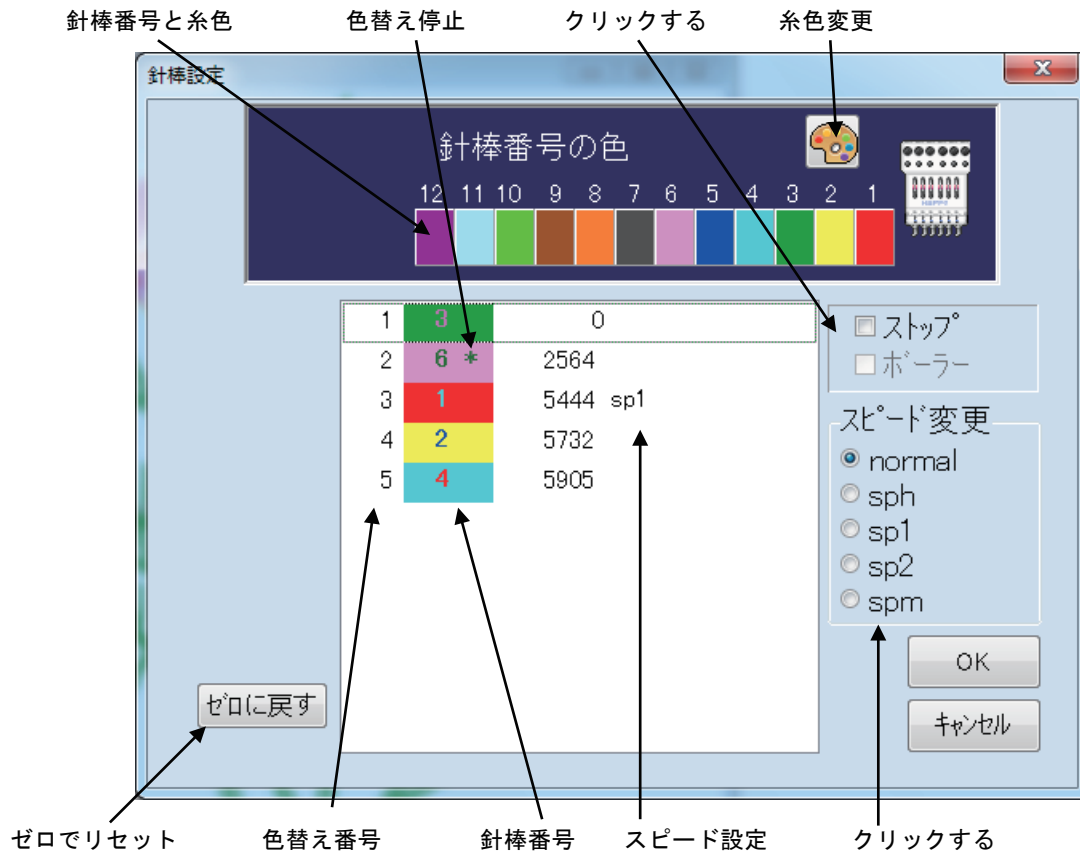 針棒番号と糸色 色替え停止 クリックする 糸色変更
針棒設定
針棒番号の色
12 11 10 9 8 7 6 5 4 3 2 1
HAPPY
1 3 0
2 6 * 2564
3 1 5444 sp1
4 2 5732
5 4 5905
ストップ
ボーラー
スピード変更
normal
sph
sp1
sp2
spm
OK
キャンセル
ゼロに戻す
ゼロでリセット 色替え番号 針棒番号 スピード設定 クリックする